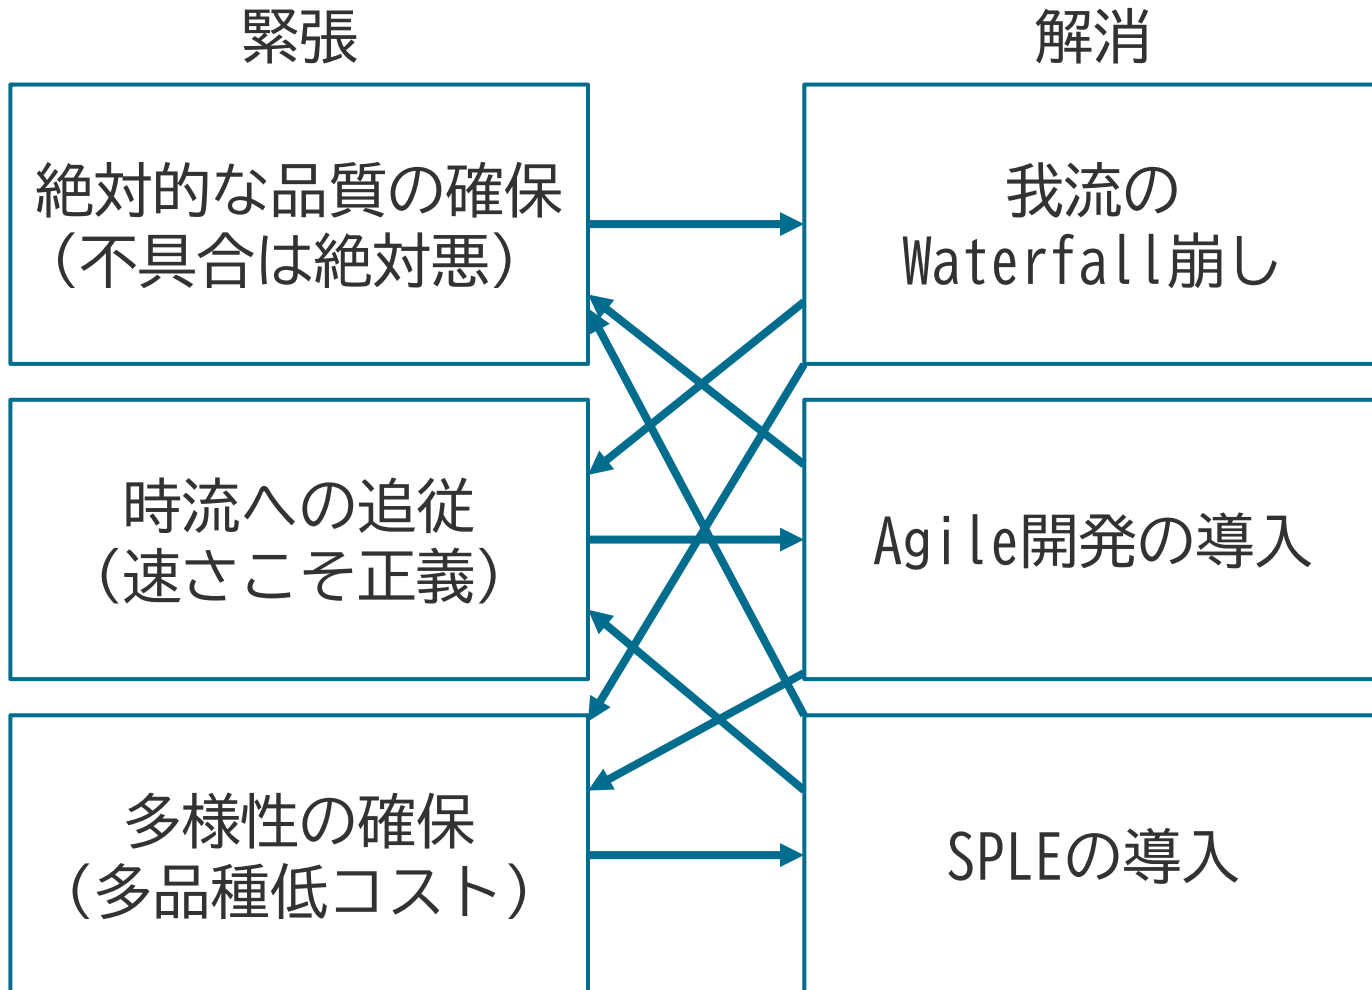 緊張
解消
絶対的な品質の確保
（不具合は絶対悪）
我流の
Waterfall崩し
時流への追従
（速さこそ正義）
Agile開発の導入
多様性の確保
（多品種低コスト）
SPLEの導入